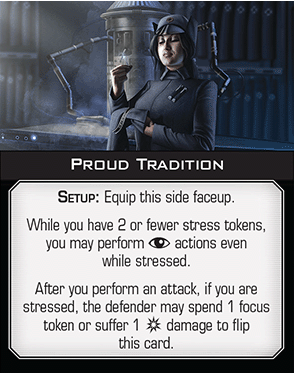 PROUD TRADITION
SETUP: Equip this side faceup.
While you have 2 or fewer stress tokens,
you may perform actions even
while stressed.
After you perform an attack, if you are
stressed, the defender may spend 1 focus
token or suffer 1 damage to flip
this card.